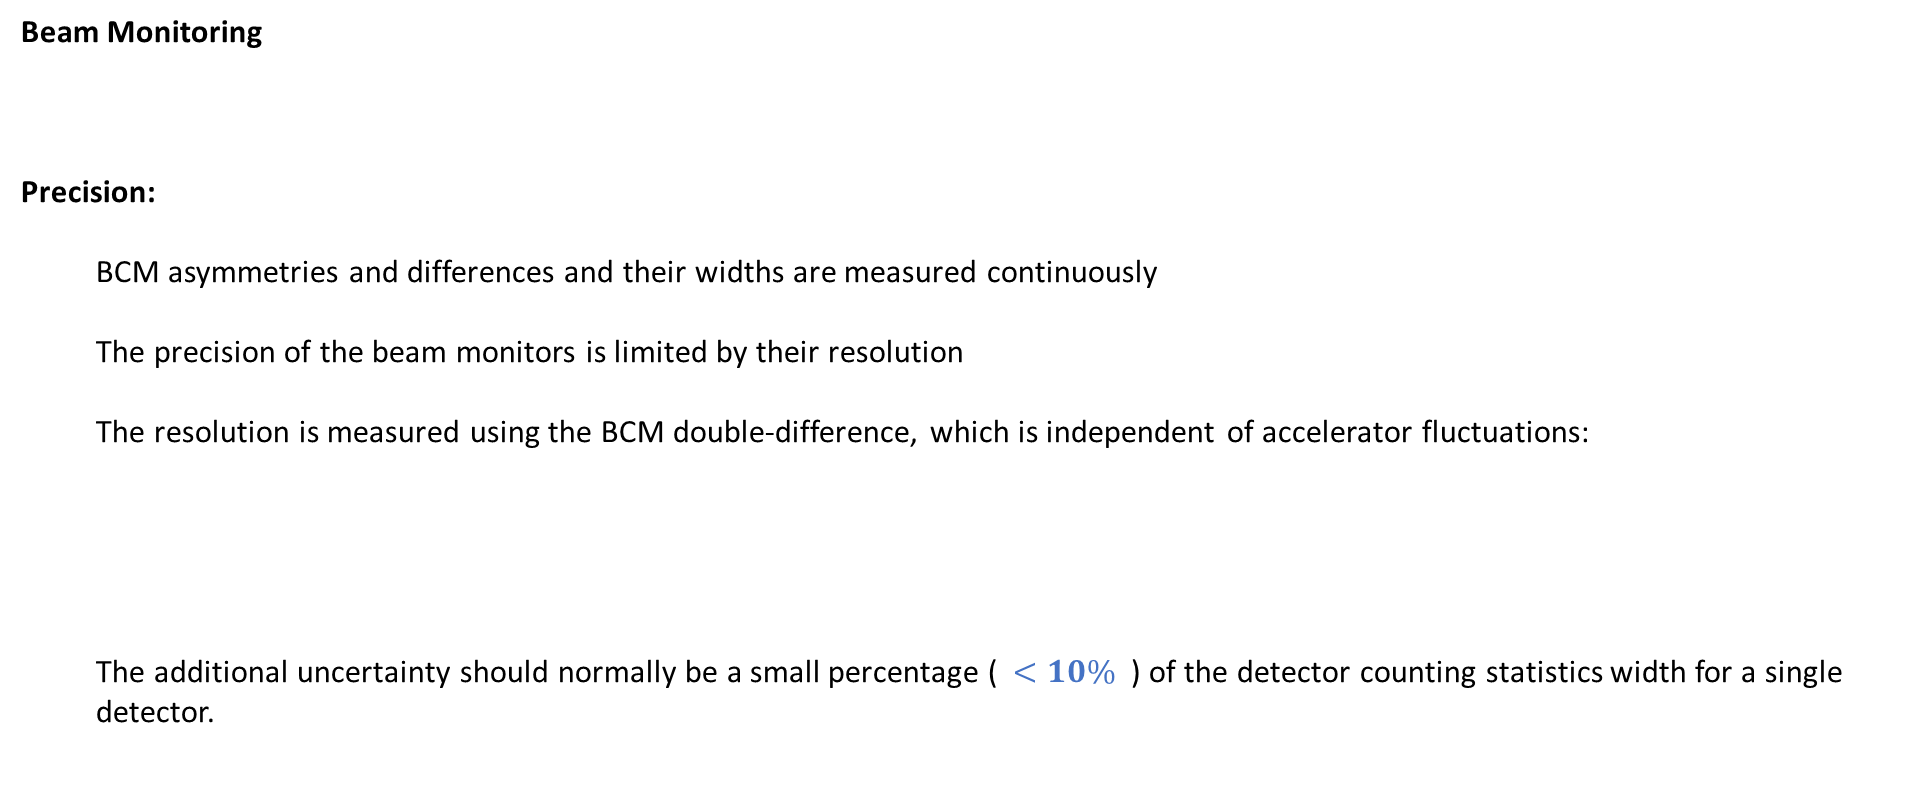 Beam Monitoring
Precision:
BCM asymmetries and differences and their widths are measured continuously
The precision of the beam monitors is limited by their resolution
The resolution is measured using the BCM double-difference, which is independent of accelerator fluctuations:
The additional uncertainty should normally be a small percentage ( < 10% ) of the detector counting statistics width for a single
detector.